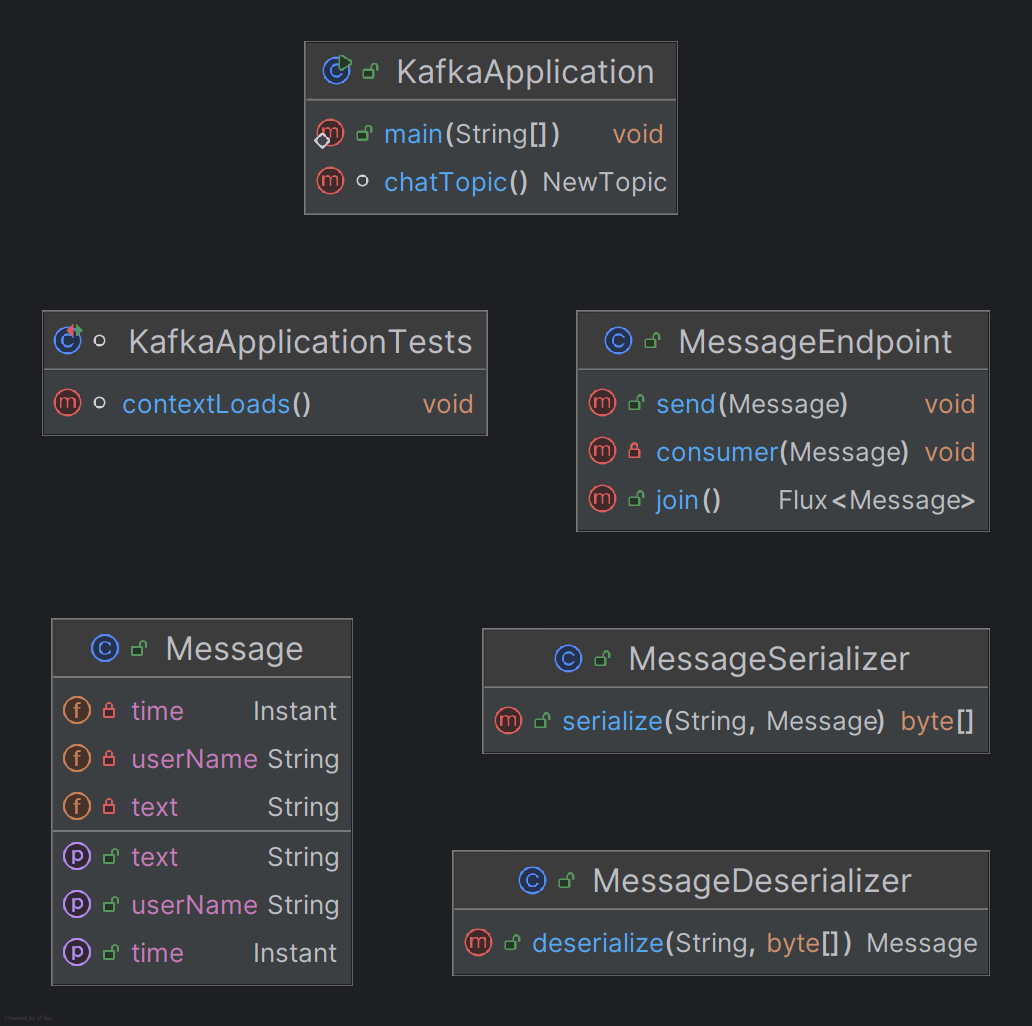 KafkaApplication
main(String[]) void
chatTopic() NewTopic
KafkaApplicationTests
contextLoads() void
MessageEndpoint
send(Message) void
consumer(Message) void
join() Flux<Message>
Message
time Instant
userName String
text String
text String
userName String
time Instant
MessageSerializer
serialize(String, Message) byte[]
MessageDeserializer
deserialize(String, byte[]) Message
Powered by yFiles